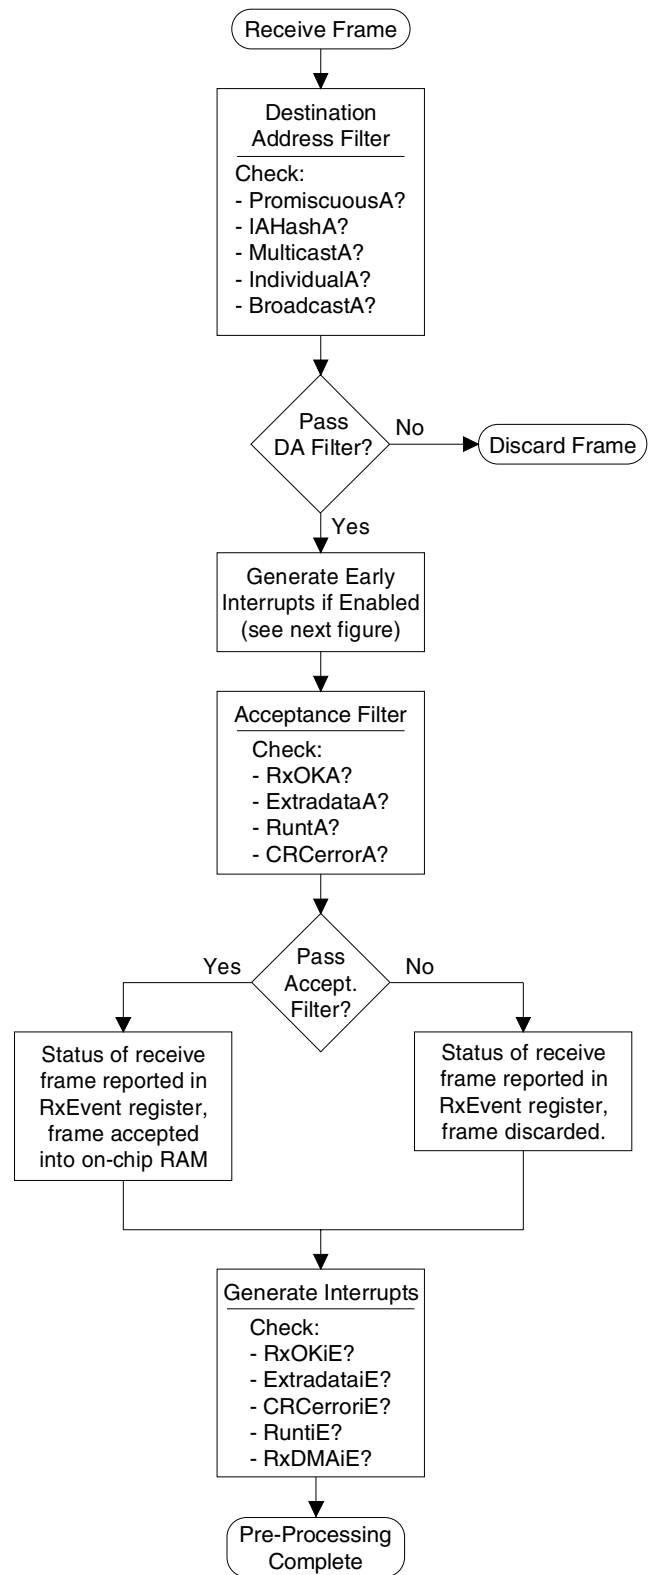 Receive Frame
Destination
Address Filter
Check:
- PromiscuousA?
- IAHashA?
- MulticastA?
- IndividualA?
- BroadcastA?
Pass
DA Filter?
No
Discard Frame
Yes
Generate Early
Interrupts if Enabled
(see next figure)
Acceptance Filter
Check:
- RxOKA?
- ExtradataA?
- RuntA?
- CRCerrorA?
Yes
Pass
Accept.
Filter?
No
Status of receive
frame reported in
RxEvent register,
frame accepted
into on-chip RAM
Status of receive
frame reported in
RxEvent register,
frame discarded.
Generate Interrupts
Check:
- RxOKiE?
- ExtradataiE?
- CRCerroriE?
- RuntiE?
- RxDMAiE?
Pre-Processing
Complete